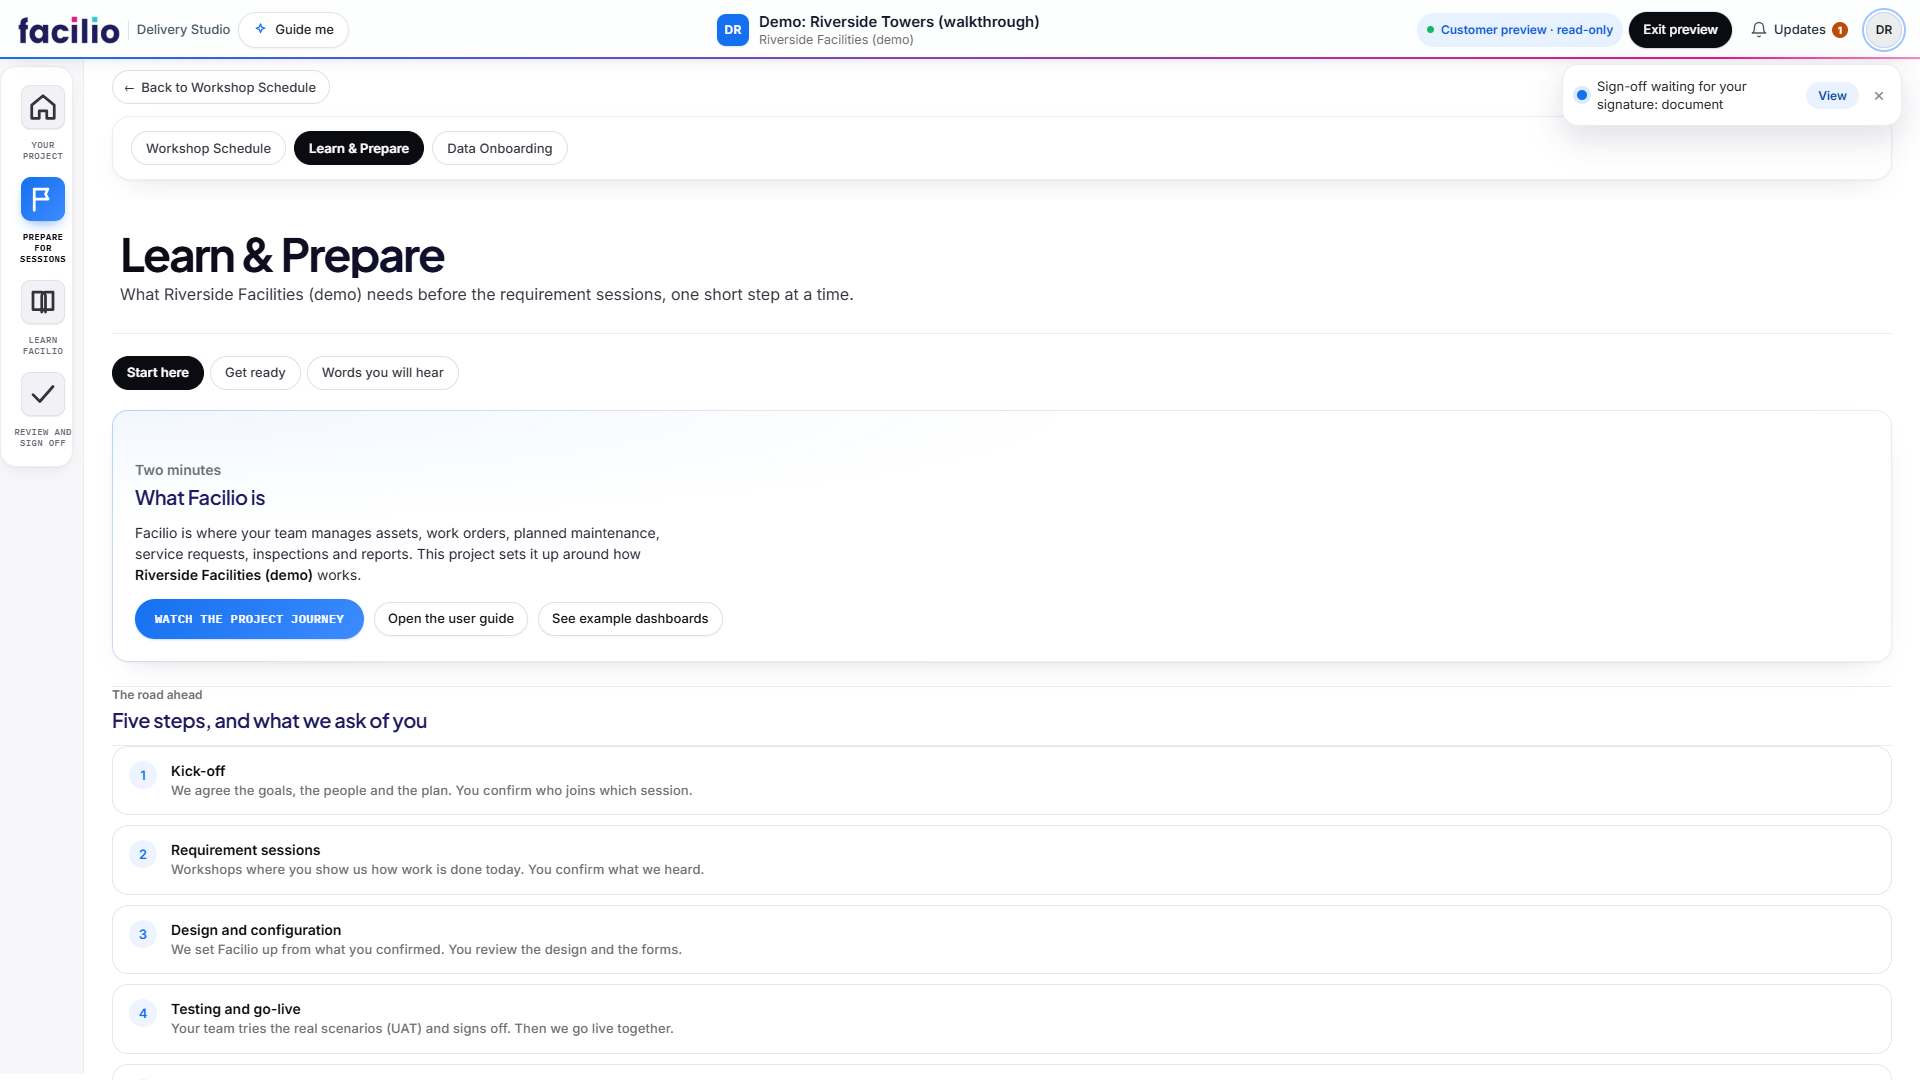 facilio
Delivery Studio
Guide me
DR
Demo: Riverside Towers (walkthrough)
Riverside Facilities (demo)
Customer preview · read-only
Exit preview
Updates 1
DR
Sign-off waiting for your
signature: document
View
×
YOUR
PROJECT
PREPARE
FOR
SESSIONS
LEARN
FACILIO
REVIEW AND
SIGN OFF
← Back to Workshop Schedule
Workshop Schedule
Learn & Prepare
Data Onboarding
Learn & Prepare
What Riverside Facilities (demo) needs before the requirement sessions, one short step at a time.
Start here
Get ready
Words you will hear
Two minutes
What Facilio is
Facilio is where your team manages assets, work orders, planned maintenance,
service requests, inspections and reports. This project sets it up around how
Riverside Facilities (demo) works.
WATCH THE PROJECT JOURNEY
Open the user guide
See example dashboards
The road ahead
Five steps, and what we ask of you
1
Kick-off
We agree the goals, the people and the plan. You confirm who joins which session.
2
Requirement sessions
Workshops where you show us how work is done today. You confirm what we heard.
3
Design and configuration
We set Facilio up from what you confirmed. You review the design and the forms.
4
Testing and go-live
Your team tries the real scenarios (UAT) and signs off. Then we go live together.